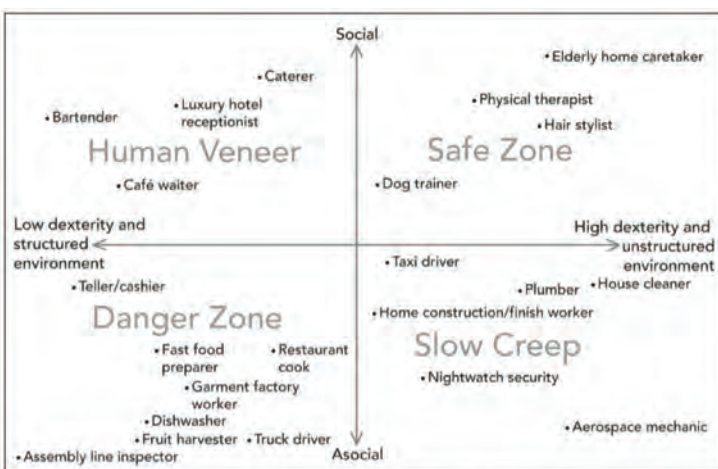 Social
• Elderly home caretaker
• Caterer
• Luxury hotel
receptionist
• Physical therapist
• Bartender
• Hair stylist
Human Veneer
Safe Zone
• Café waiter
• Dog trainer
Low dexterity and
structured
environment
High dexterity and
unstructured
environment
• Taxi driver
• Teller/cashier
• Plumber
• House cleaner
Danger Zone
• Home construction/finish worker
Slow Creep
• Fast food
preparer
• Restaurant
cook
• Nightwatch security
• Garment factory
worker
• Dishwasher
• Fruit harvester
• Truck driver
• Aerospace mechanic
• Assembly line inspector
Asocial